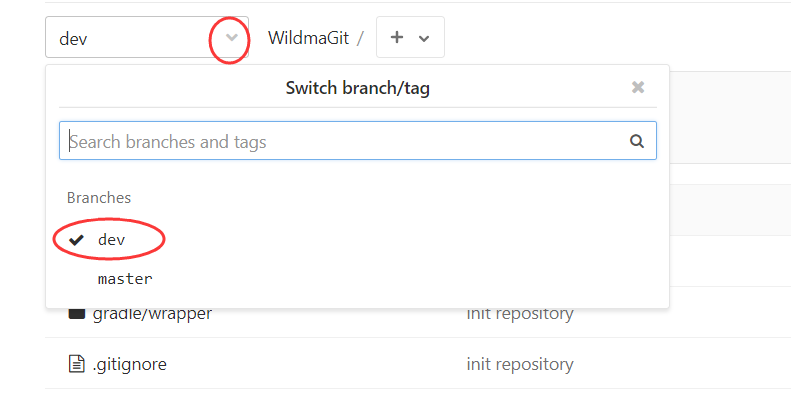 dev WildmaGit / +
Switch branch/tag
Search branches and tags
Branches
dev
master
gradle/wrapper init repository
.gitignore init repository